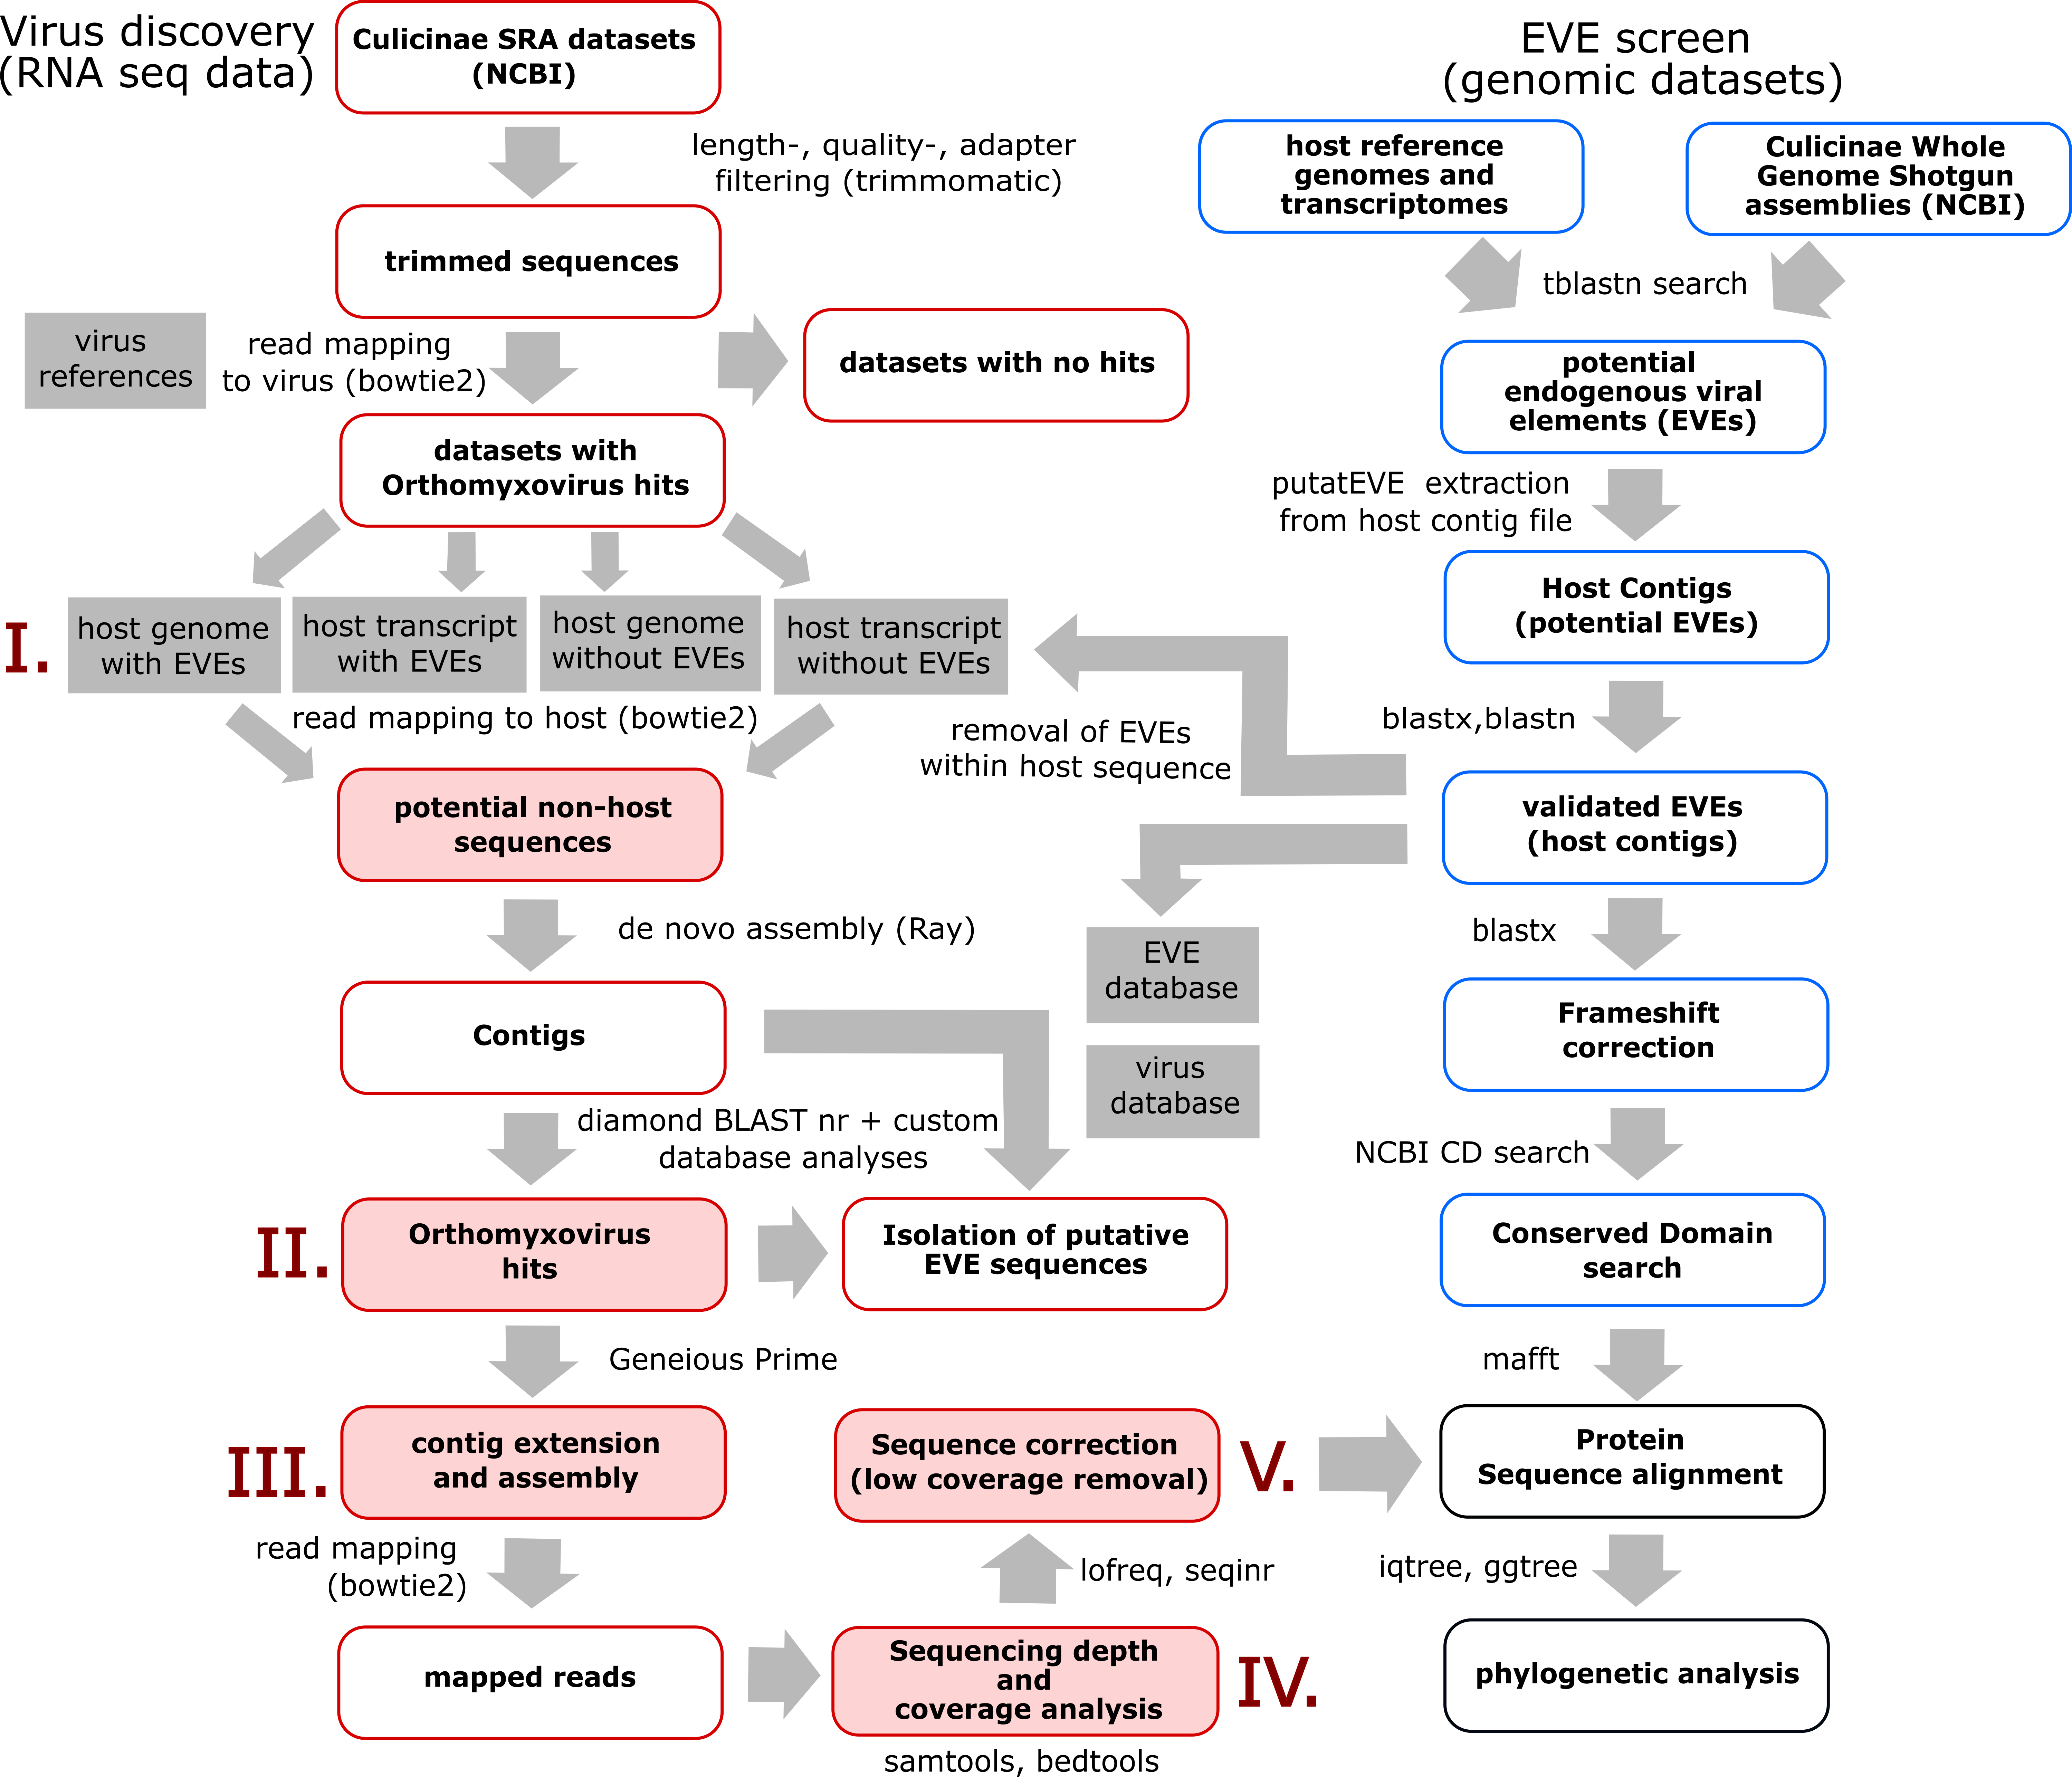 Virus discovery
(RNA seq data)
Culicinae SRA datasets
(NCBI)
length-, quality-, adapter
filtering (trimmomatic)
trimmed sequences
virus
references
read mapping
to virus (bowtie2)
datasets with no hits
datasets with
Orthomyxovirus hits
I.
host genome
with EVEs
host transcript
with EVEs
host genome
without EVEs
host transcript
without EVEs
read mapping to host (bowtie2)
removal of EVEs
within host sequence
potential non-host
sequences
de novo assembly (Ray)
Contigs
EVE
database
virus
database
diamond BLAST nr + custom
database analyses
II.
Orthomyxovirus
hits
Isolation of putative
EVE sequences
Geneious Prime
III.
contig extension
and assembly
read mapping
(bowtie2)
mapped reads
Sequencing depth
and
coverage analysis
IV.
samtools, bedtools
lofreq, seqinr
Sequence correction
(low coverage removal)
V.
EVE screen
(genomic datasets)
host reference
genomes and
transcriptomes
Culicinae Whole
Genome Shotgun
assemblies (NCBI)
tblastn search
potential
endogenous viral
elements (EVEs)
putatEVE extraction
from host contig file
Host Contigs
(potential EVEs)
blastx,blastn
validated EVEs
(host contigs)
blastx
Frameshift
correction
NCBI CD search
Conserved Domain
search
mafft
Protein
Sequence alignment
iqtree, ggtree
phylogenetic analysis